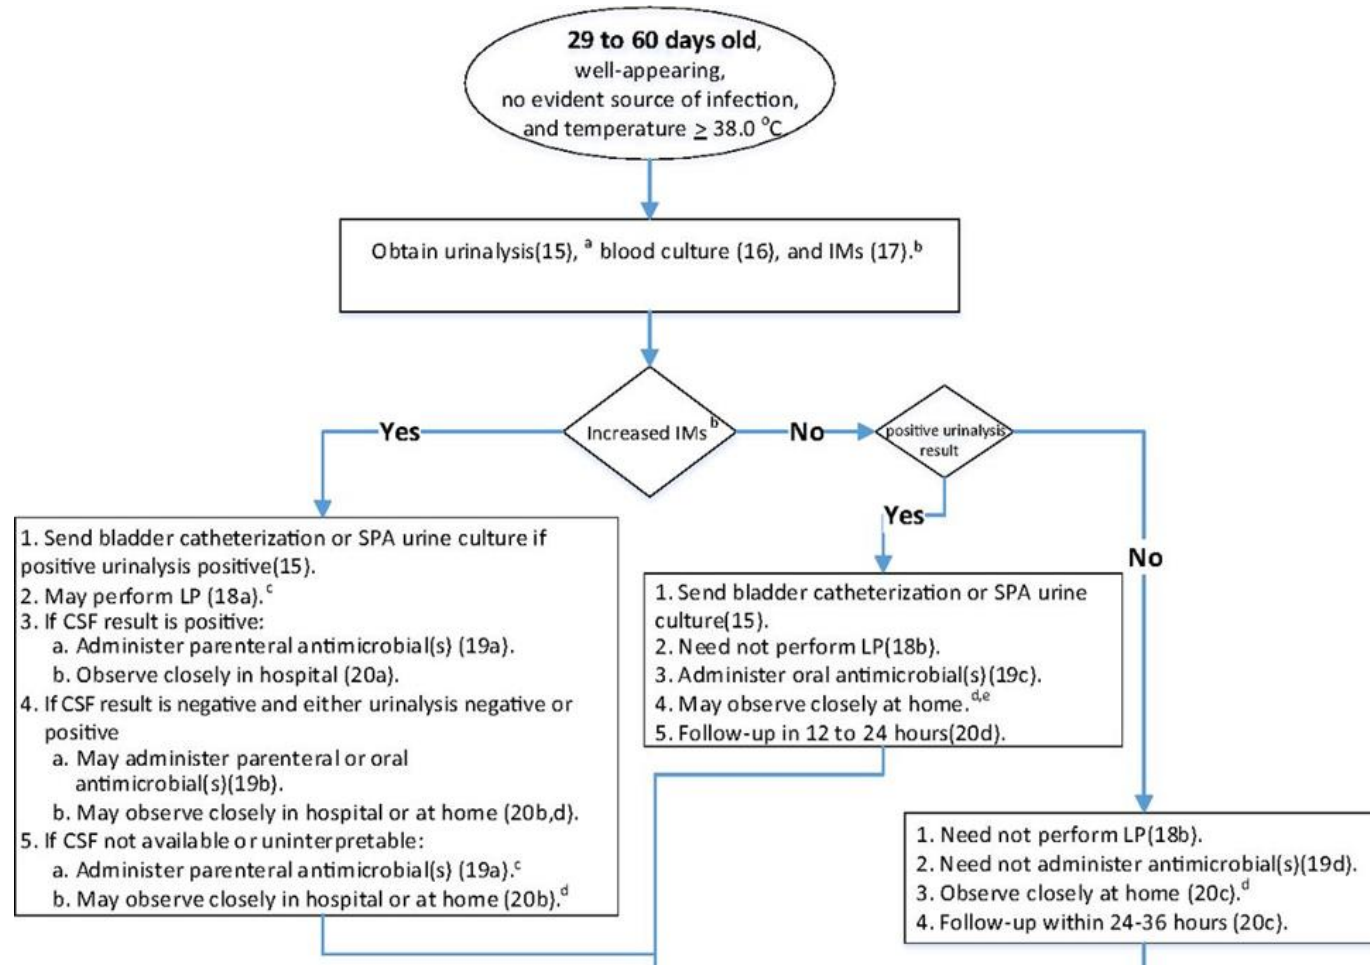 29 to 60 days old,
well-appearing,
no evident source of infection,
and temperature ≥ 38.0 °C
Obtain urinalysis(15), a blood culture (16), and IMs (17).b
Increased IMs b
Yes
No
positive urinalysis
result
Yes
No
1. Send bladder catheterization or SPA urine culture if
positive urinalysis positive(15).
2. May perform LP (18a).c
3. If CSF result is positive:
a. Administer parenteral antimicrobial(s) (19a).
b. Observe closely in hospital (20a).
4. If CSF result is negative and either urinalysis negative or
positive
a. May administer parenteral or oral
antimicrobial(s)(19b).
b. May observe closely in hospital or at home (20b,d).
5. If CSF not available or uninterpretable:
a. Administer parenteral antimicrobial(s) (19a).c
b. May observe closely in hospital or at home (20b).d
1. Send bladder catheterization or SPA urine
culture(15).
2. Need not perform LP(18b).
3. Administer oral antimicrobial(s)(19c).
4. May observe closely at home.d,e
5. Follow-up in 12 to 24 hours(20d).
1. Need not perform LP(18b).
2. Need not administer antimicrobial(s)(19d).
3. Observe closely at home (20c).d
4. Follow-up within 24-36 hours (20c).